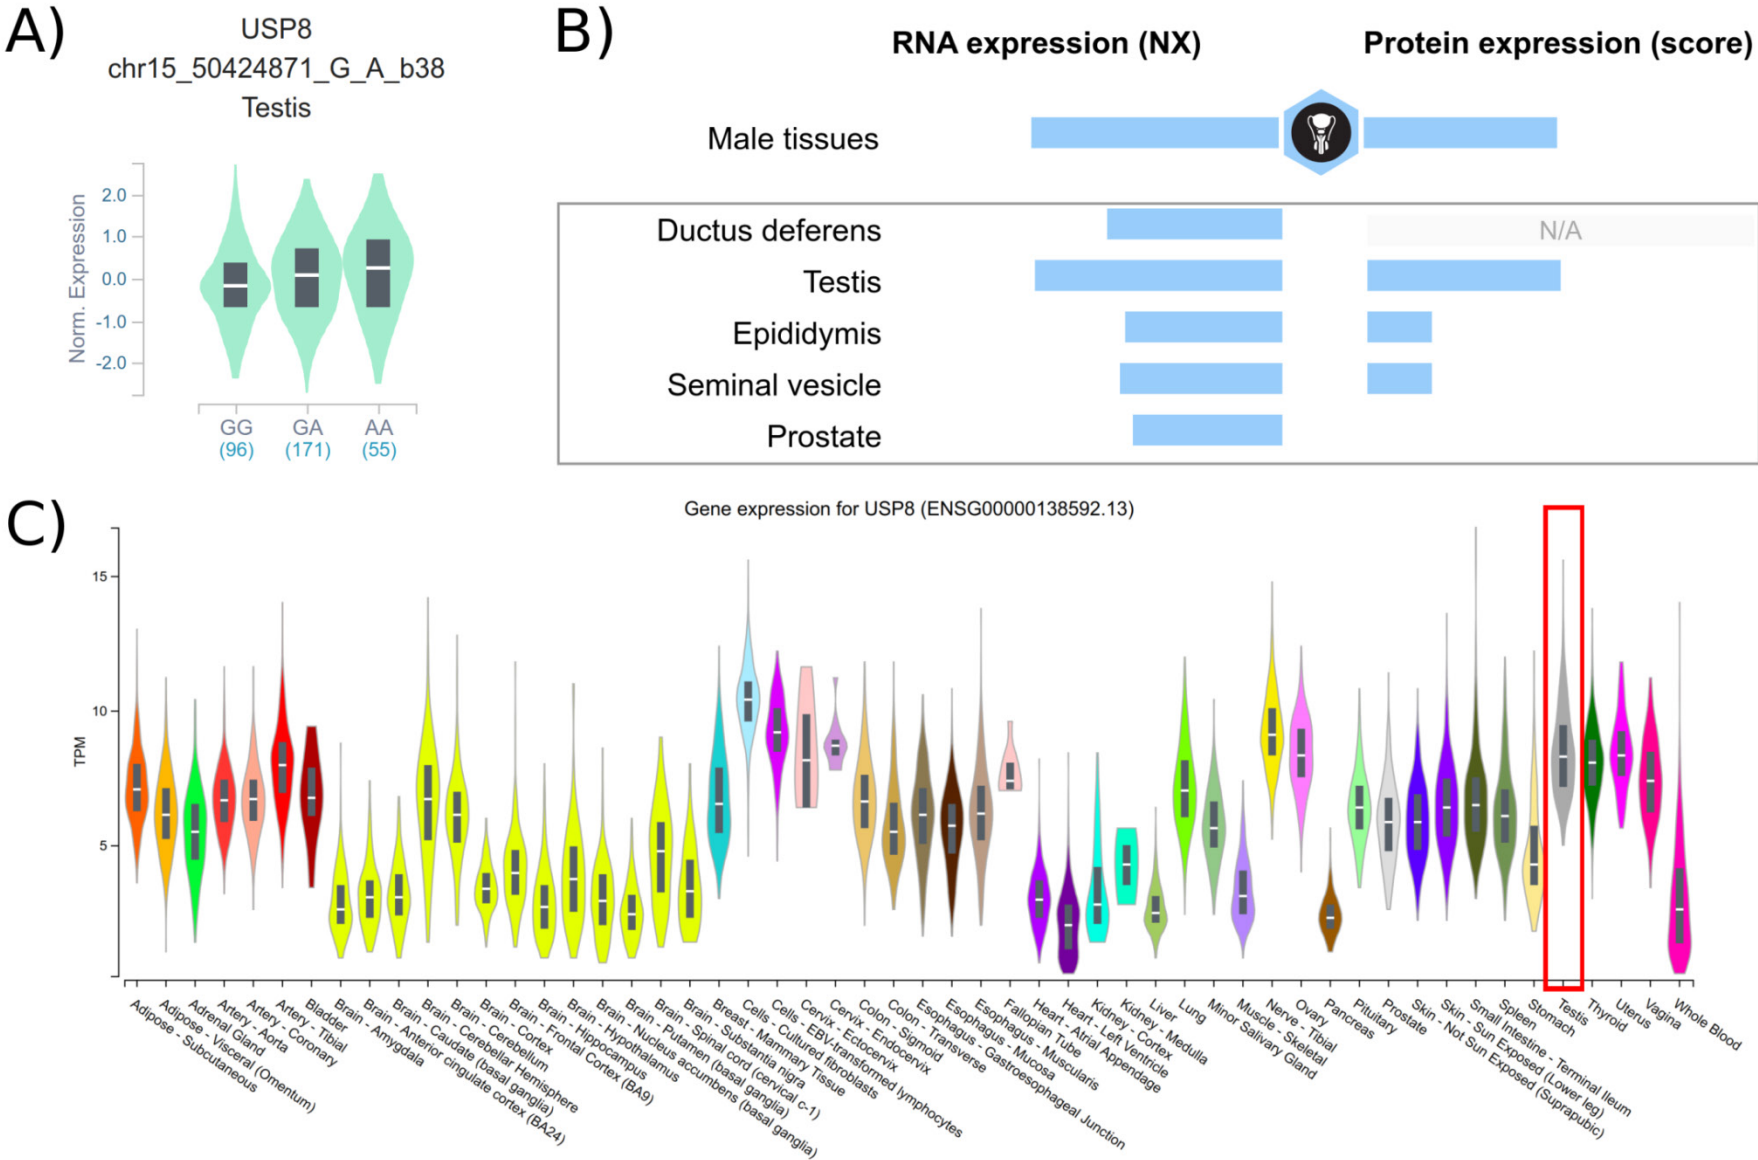 A)
USP8
chr15_50424871_G_A_b38
Testis
Norm. Expression
2.0
1.0
0.0
-1.0
-2.0
GG
(96)
GA
(171)
AA
(55)
B)
RNA expression (NX)
Protein expression (score)
Male tissues
Ductus deferens
N/A
Testis
Epididymis
Seminal vesicle
Prostate
C)
Gene expression for USP8 (ENSG00000138592.13)
TPM
15
10
5
Adipose - Subcutaneous
Adipose - Visceral (Omentum)
Adrenal Gland
Artery - Aorta
Artery - Coronary
Artery - Tibial
Bladder
Brain - Amygdala
Brain - Anterior cingulate cortex (BA24)
Brain - Caudate (basal ganglia)
Brain - Cerebellar Hemisphere
Brain - Cerebellum
Brain - Cortex
Brain - Frontal Cortex (BA9)
Brain - Hippocampus
Brain - Hypothalamus
Brain - Nucleus accumbens (basal ganglia)
Brain - Putamen (basal ganglia)
Brain - Spinal cord (cervical c-1)
Brain - Substantia nigra
Breast - Mammary Tissue
Cells - Cultured fibroblasts
Cells - EBV-transformed lymphocytes
Cervix - Ectocervix
Cervix - Endocervix
Colon - Sigmoid
Colon - Transverse
Esophagus - Gastroesophageal Junction
Esophagus - Mucosa
Esophagus - Muscularis
Fallopian Tube
Heart - Atrial Appendage
Heart - Left Ventricle
Kidney - Cortex
Kidney - Medulla
Liver
Lung
Minor Salivary Gland
Muscle - Skeletal
Nerve - Tibial
Ovary
Pancreas
Pituitary
Prostate
Skin - Not Sun Exposed (Suprapubic)
Skin - Sun Exposed (Lower leg)
Small Intestine - Terminal Ileum
Spleen
Stomach
Testis
Thyroid
Uterus
Vagina
Whole Blood